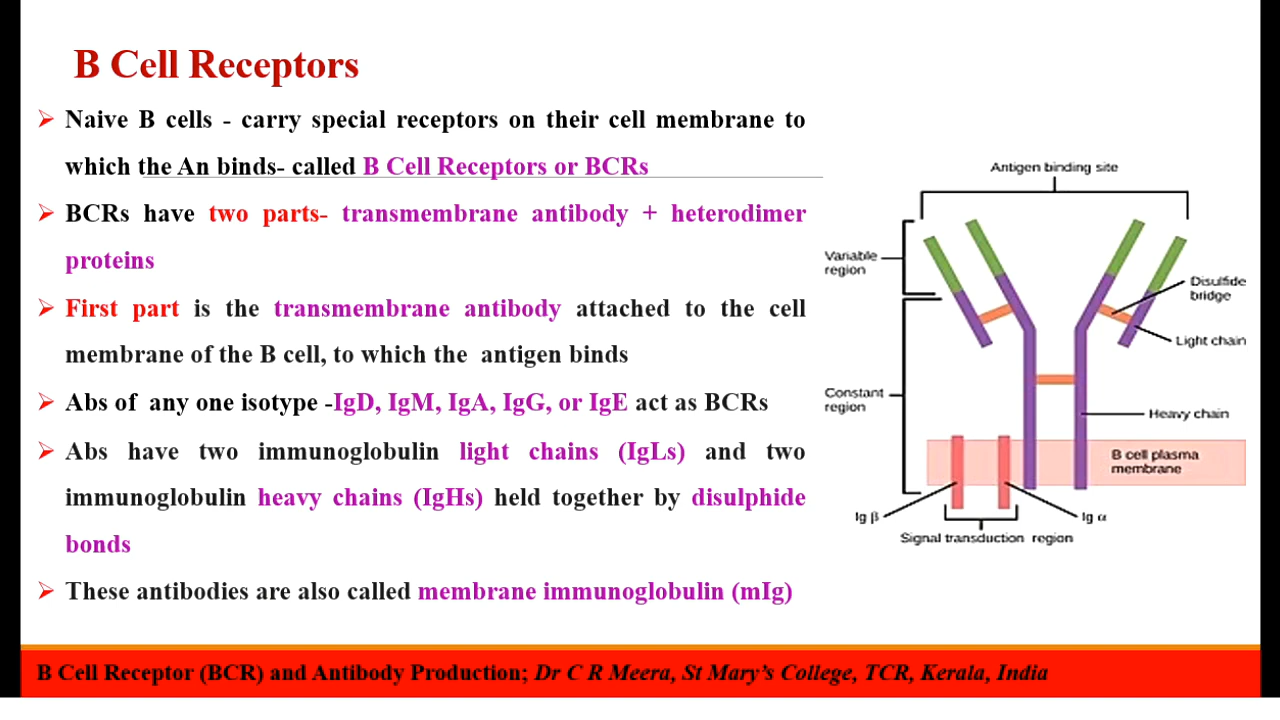 B Cell Receptors
➢ Naive B cells - carry special receptors on their cell membrane to
which the An binds- called B Cell Receptors or BCRs
➢ BCRs have two parts- transmembrane antibody + heterodimer
proteins
➢ First part is the transmembrane antibody attached to the cell
membrane of the B cell, to which the antigen binds
➢ Abs of any one isotype -IgD, IgM, IgA, IgG, or IgE act as BCRs
➢ Abs have two immunoglobulin light chains (IgLs) and two
immunoglobulin heavy chains (IgHs) held together by disulphide
bonds
➢ These antibodies are also called membrane immunoglobulin (mIg)
Antigen binding site
Variable
region
Disulfide
bridge
Light chain
Constant
region
Heavy chain
B cell plasma
membrane
Ig β
Ig α
Signal transduction region
B Cell Receptor (BCR) and Antibody Production; Dr C R Meera, St Mary's College, TCR, Kerala, India